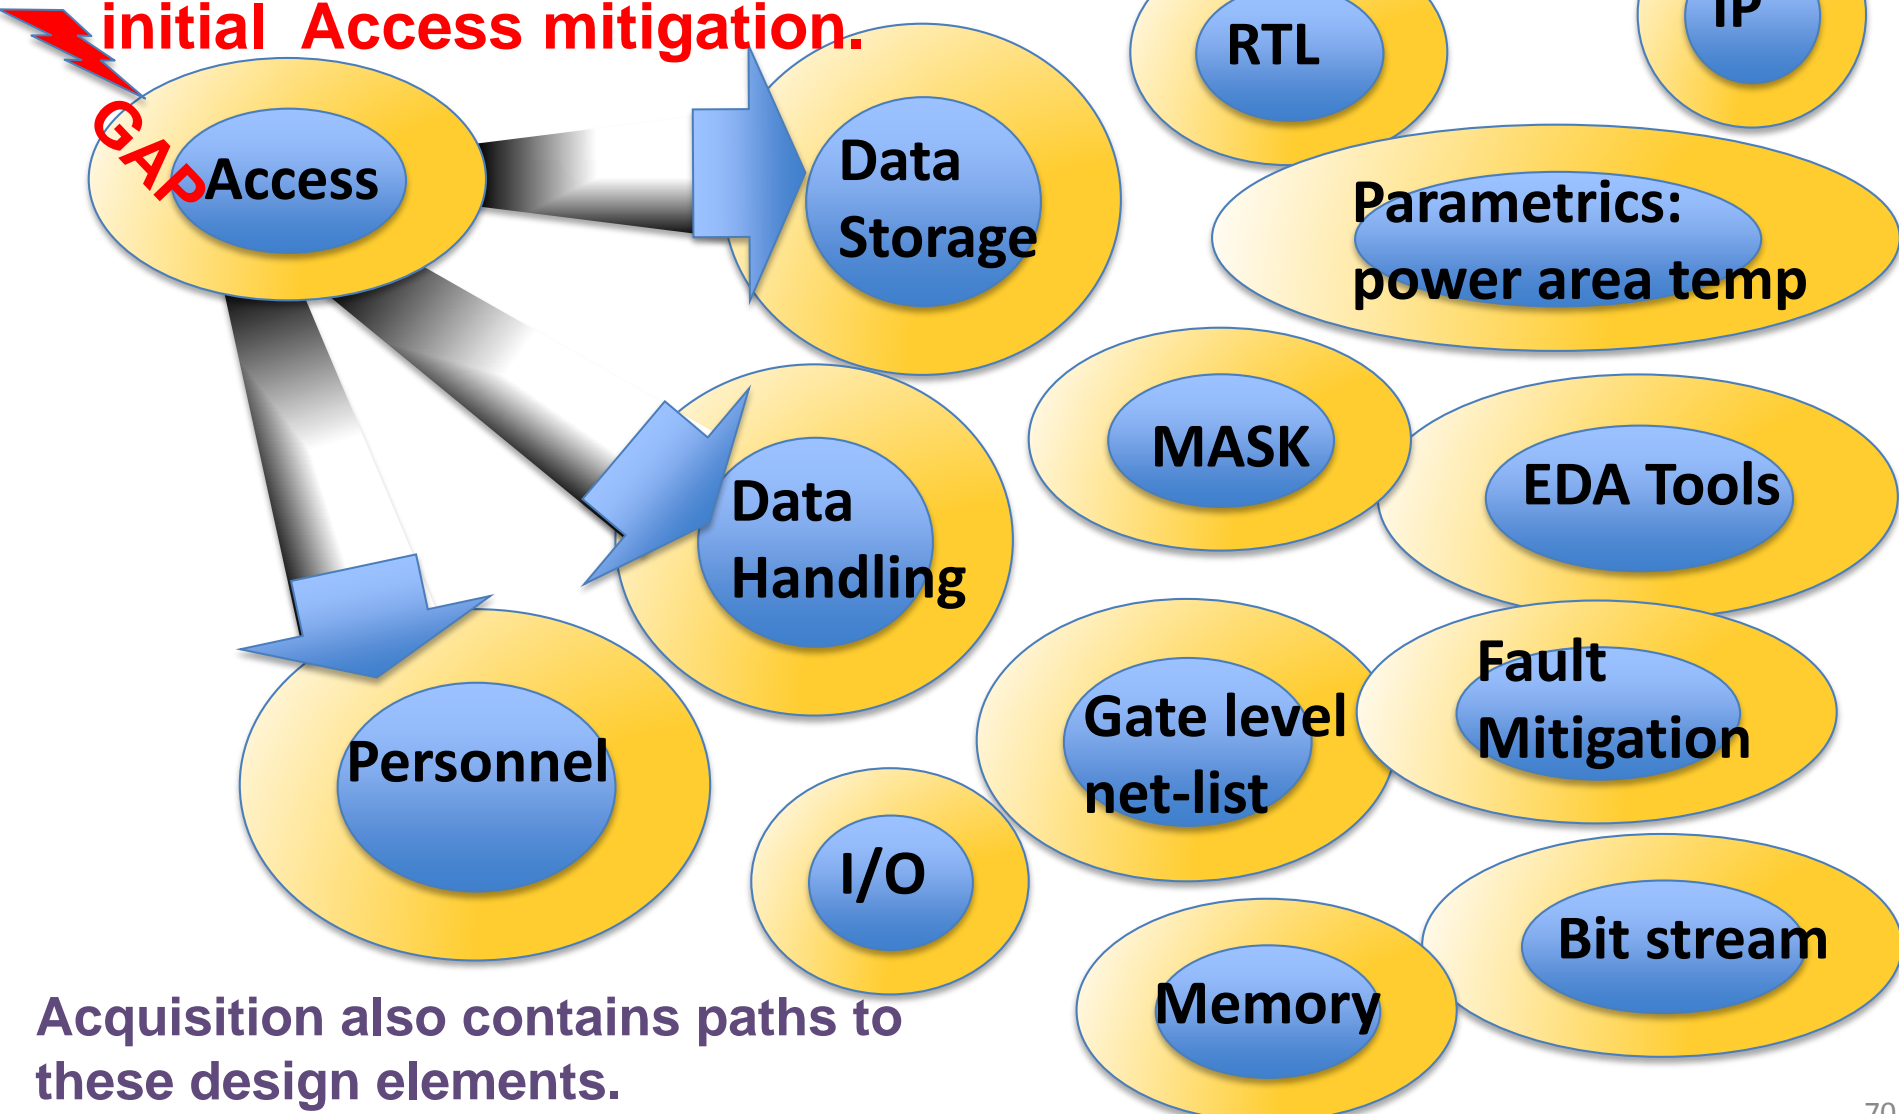 initial Access mitigation.
RTL
IP
GAP
Access
Data
Storage
Parametrics:
power area temp
MASK
EDA Tools
Data
Handling
Personnel
Gate level
net-list
Fault
Mitigation
I/O
Bit stream
Memory
Acquisition also contains paths to
these design elements.